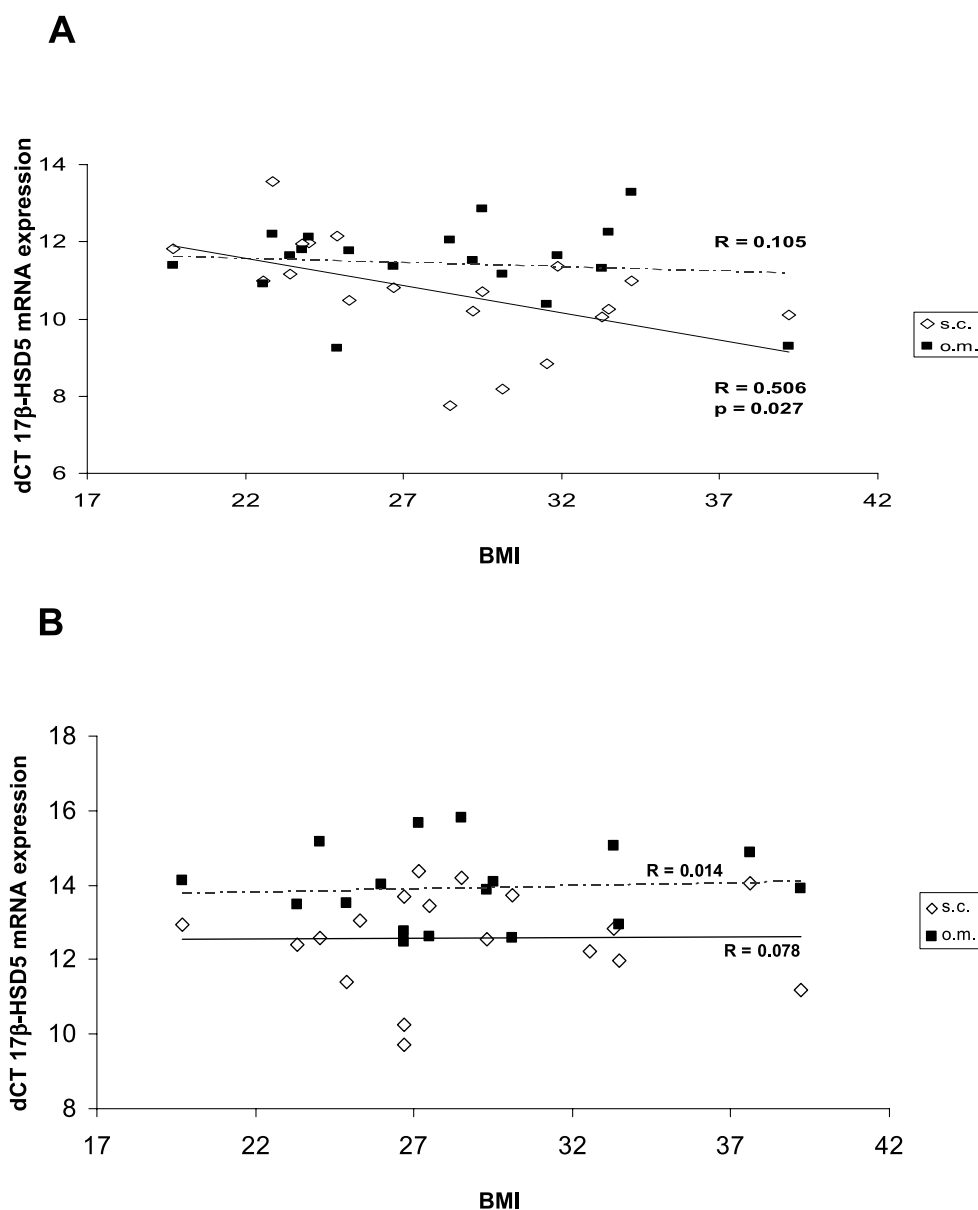 A
dCT 17β-HSD5 mRNA expression
14
12
10
8
6
R = 0.105
R = 0.506
p = 0.027
s.c.
o.m.
17 22 27 32 37 42
BMI
B
dCT 17β-HSD5 mRNA expression
18
16
14
12
10
8
R = 0.014
R = 0.078
s.c.
o.m.
17 22 27 32 37 42
BMI